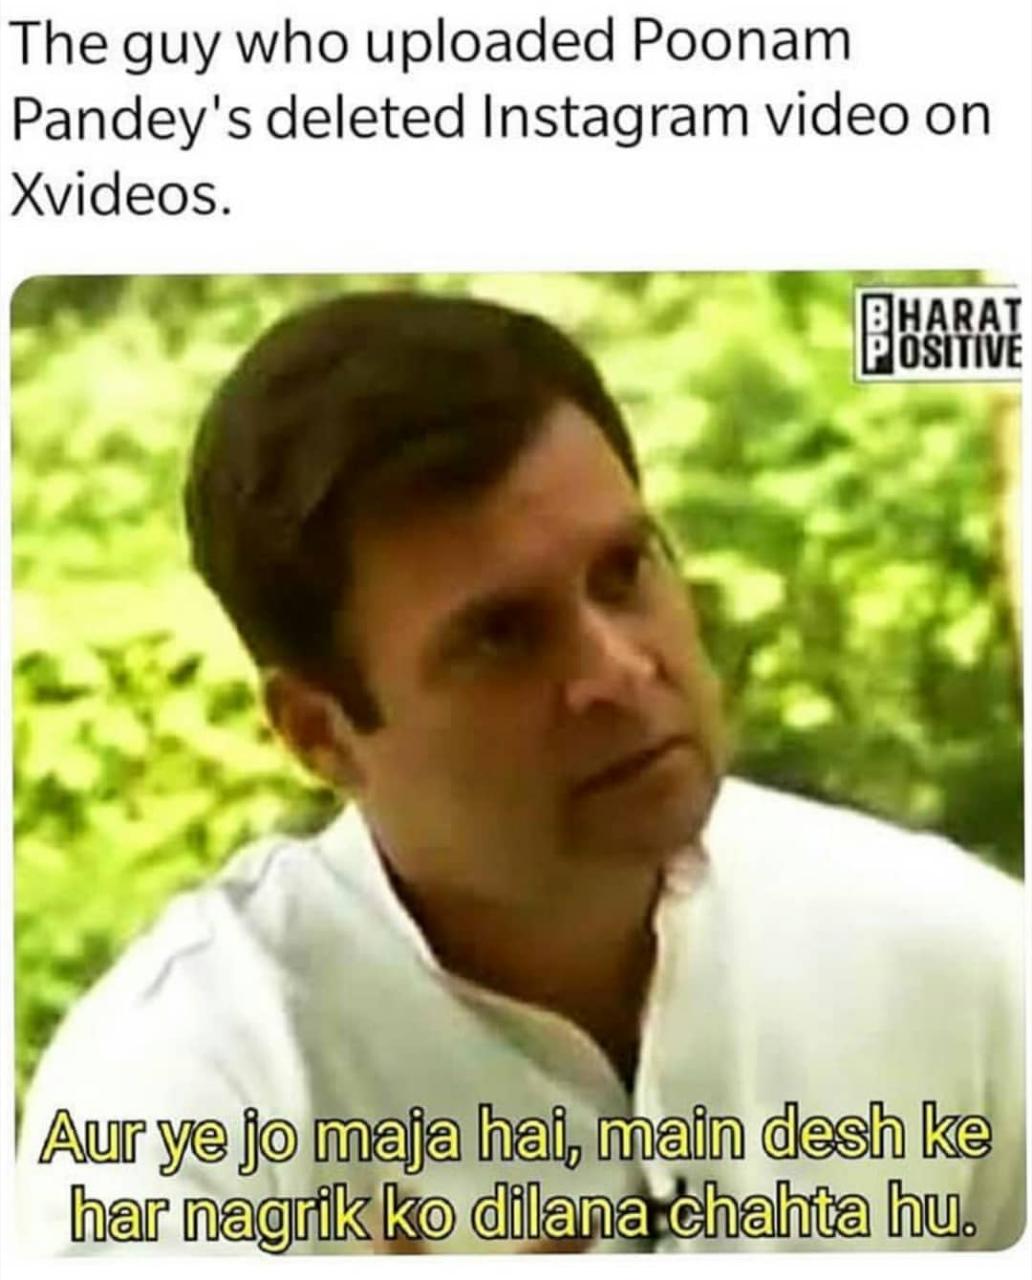 The guy who uploaded Poonam
Pandey's deleted Instagram video on
Xvideos.
BHARAT
POSITIVE
Aur ye jo maja hai, main desh ke
har nagrik ko dilana chahta hu.